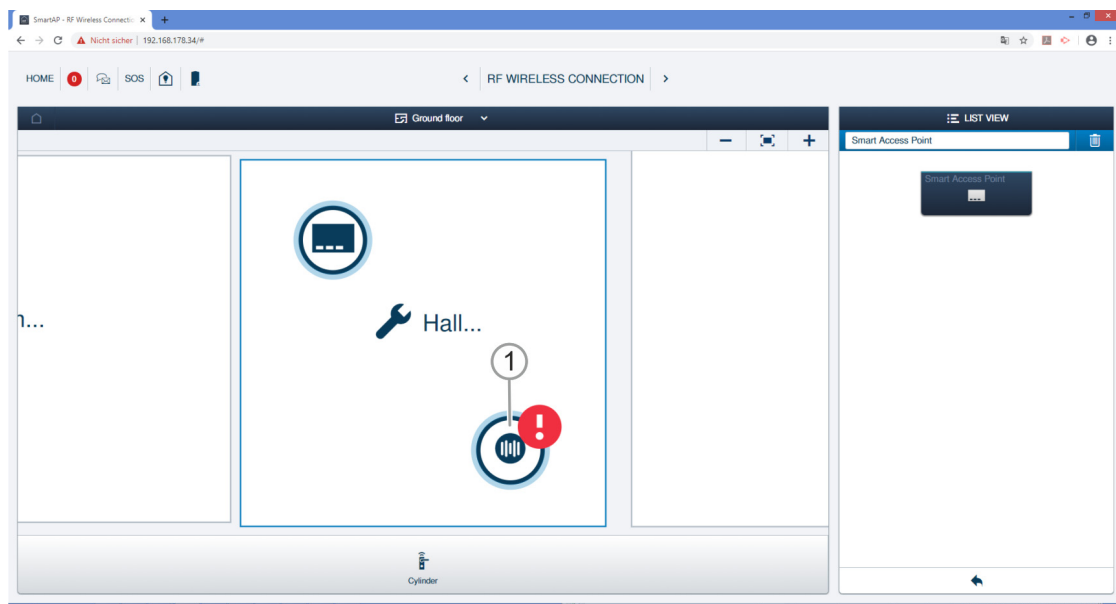 SmartAP - RF Wireless Connectic
Nicht sicher | 192.168.178.34/#
HOME 0 SOS < RF WIRELESS CONNECTION >
Ground floor
LIST VIEW
Smart Access Point
Smart Access Point
n...
Hall...
1
!
Cylinder